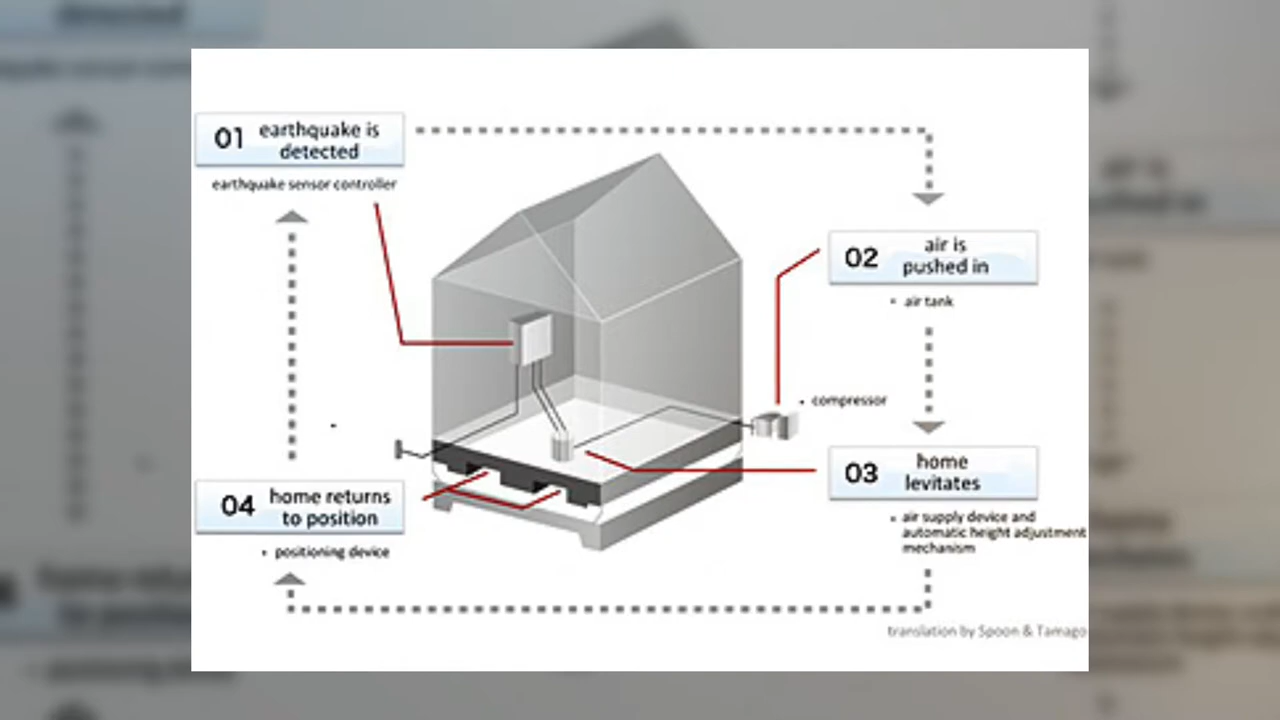 01 earthquake is
detected
earthquake sensor controller
02 air is
pushed in
• air tank
• compressor
03 home
levitates
• air supply device and
automatic height adjustment
mechanism
04 home returns
to position
• positioning device
translation by Spoon & Tamago